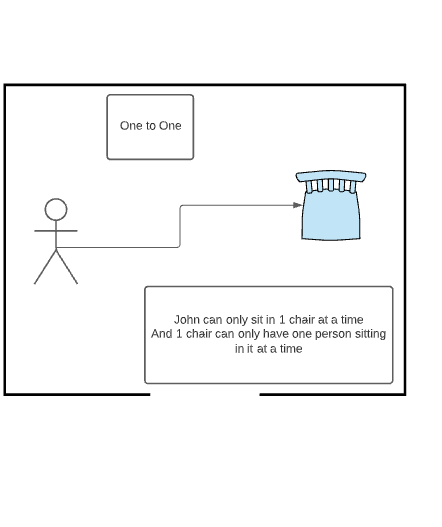 One to One
John can only sit in 1 chair at a time
And 1 chair can only have one person sitting
in it at a time